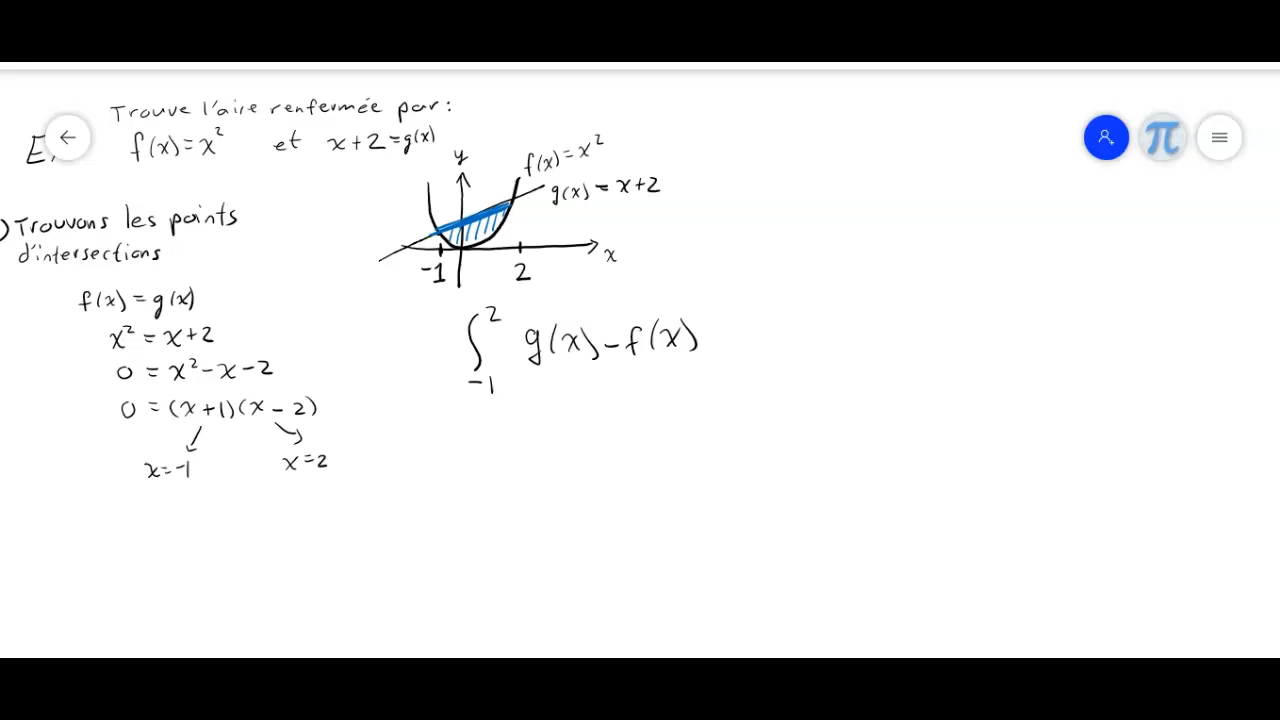 Trouve l'aire renfermée par:
f(x)=x² et x+2=g(x)
Trouvons les points
d'intersections
f(x) = g(x)
x² = x+2
0 = x²-x-2
0 = (x+1)(x-2)
x=-1 x=2
y
f(x)=x²
g(x) = x+2
x
-1 2
∫₋₁² g(x)-f(x)
π